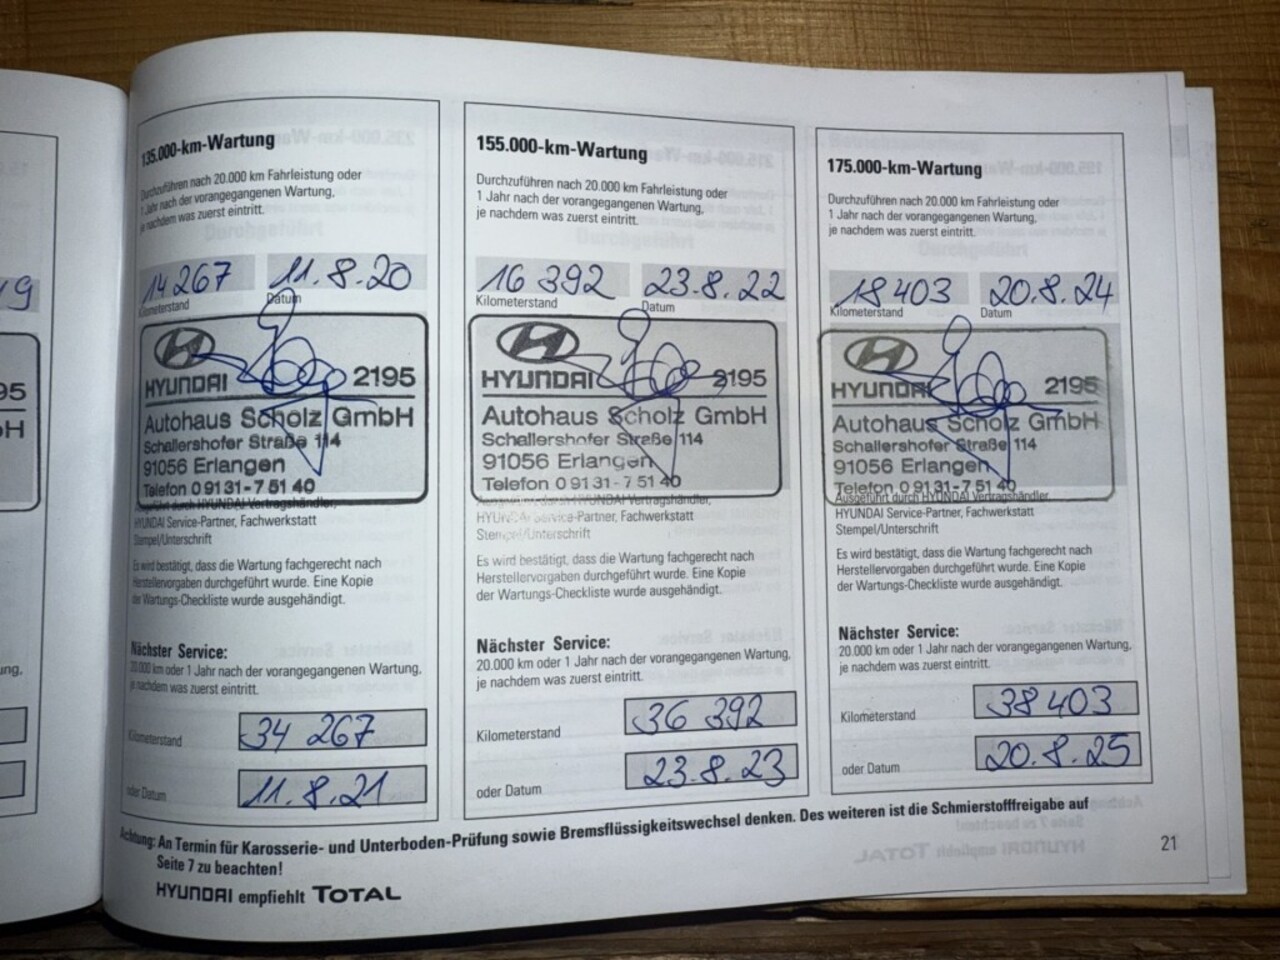 19
95
H
ng,
135.000-km-Wartung
Durchzuführen nach 20.000 km Fahrleistung oder
1 Jahr nach der vorangegangenen Wartung,
je nachdem was zuerst eintritt.
14 267
11.8.20
Kilometerstand
Datum
HYUNDAI
2195
Autohaus Scholz GmbH
Schallershofer Straße 114
91056 Erlangen
Telefon 0 91 31 - 7 51 40
Ausgeführt durch HYUNDAI Vertragshändler,
HYUNDAI Service-Partner, Fachwerkstatt
Stempel/Unterschrift
Es wird bestätigt, dass die Wartung fachgerecht nach
Herstellervorgaben durchgeführt wurde. Eine Kopie
der Wartungs-Checkliste wurde ausgehändigt.
Nächster Service:
20.000 km oder 1 Jahr nach der vorangegangenen Wartung,
je nachdem was zuerst eintritt.
Kilometerstand
34 267
oder Datum
11.8.21
155.000-km-Wartung
Durchzuführen nach 20.000 km Fahrleistung oder
1 Jahr nach der vorangegangenen Wartung,
je nachdem was zuerst eintritt.
16 392
23.8.22
Kilometerstand
Datum
HYUNDAI
2195
Autohaus Scholz GmbH
Schallershofer Straße 114
91056 Erlangen
Telefon 0 91 31 - 7 51 40
Ausgeführt durch HYUNDAI Vertragshändler,
HYUNDAI Service-Partner, Fachwerkstatt
Stempel/Unterschrift
Es wird bestätigt, dass die Wartung fachgerecht nach
Herstellervorgaben durchgeführt wurde. Eine Kopie
der Wartungs-Checkliste wurde ausgehändigt.
Nächster Service:
20.000 km oder 1 Jahr nach der vorangegangenen Wartung,
je nachdem was zuerst eintritt.
Kilometerstand
36 392
oder Datum
23.8.23
175.000-km-Wartung
Durchzuführen nach 20.000 km Fahrleistung oder
1 Jahr nach der vorangegangenen Wartung,
je nachdem was zuerst eintritt.
18 403
20.8.24
Kilometerstand
Datum
HYUNDAI
2195
Autohaus Scholz GmbH
Schallershofer Straße 114
91056 Erlangen
Telefon 0 91 31 - 7 51 40
Ausgeführt durch HYUNDAI Vertragshändler,
HYUNDAI Service-Partner, Fachwerkstatt
Stempel/Unterschrift
Es wird bestätigt, dass die Wartung fachgerecht nach
Herstellervorgaben durchgeführt wurde. Eine Kopie
der Wartungs-Checkliste wurde ausgehändigt.
Nächster Service:
20.000 km oder 1 Jahr nach der vorangegangenen Wartung,
je nachdem was zuerst eintritt.
Kilometerstand
38 403
oder Datum
20.8.25
Achtung: An Termin für Karosserie- und Unterboden-Prüfung sowie Bremsflüssigkeitswechsel denken. Des weiteren ist die Schmierstofffreigabe auf
Seite 7 zu beachten!
HYUNDAI empfiehlt TOTAL
21